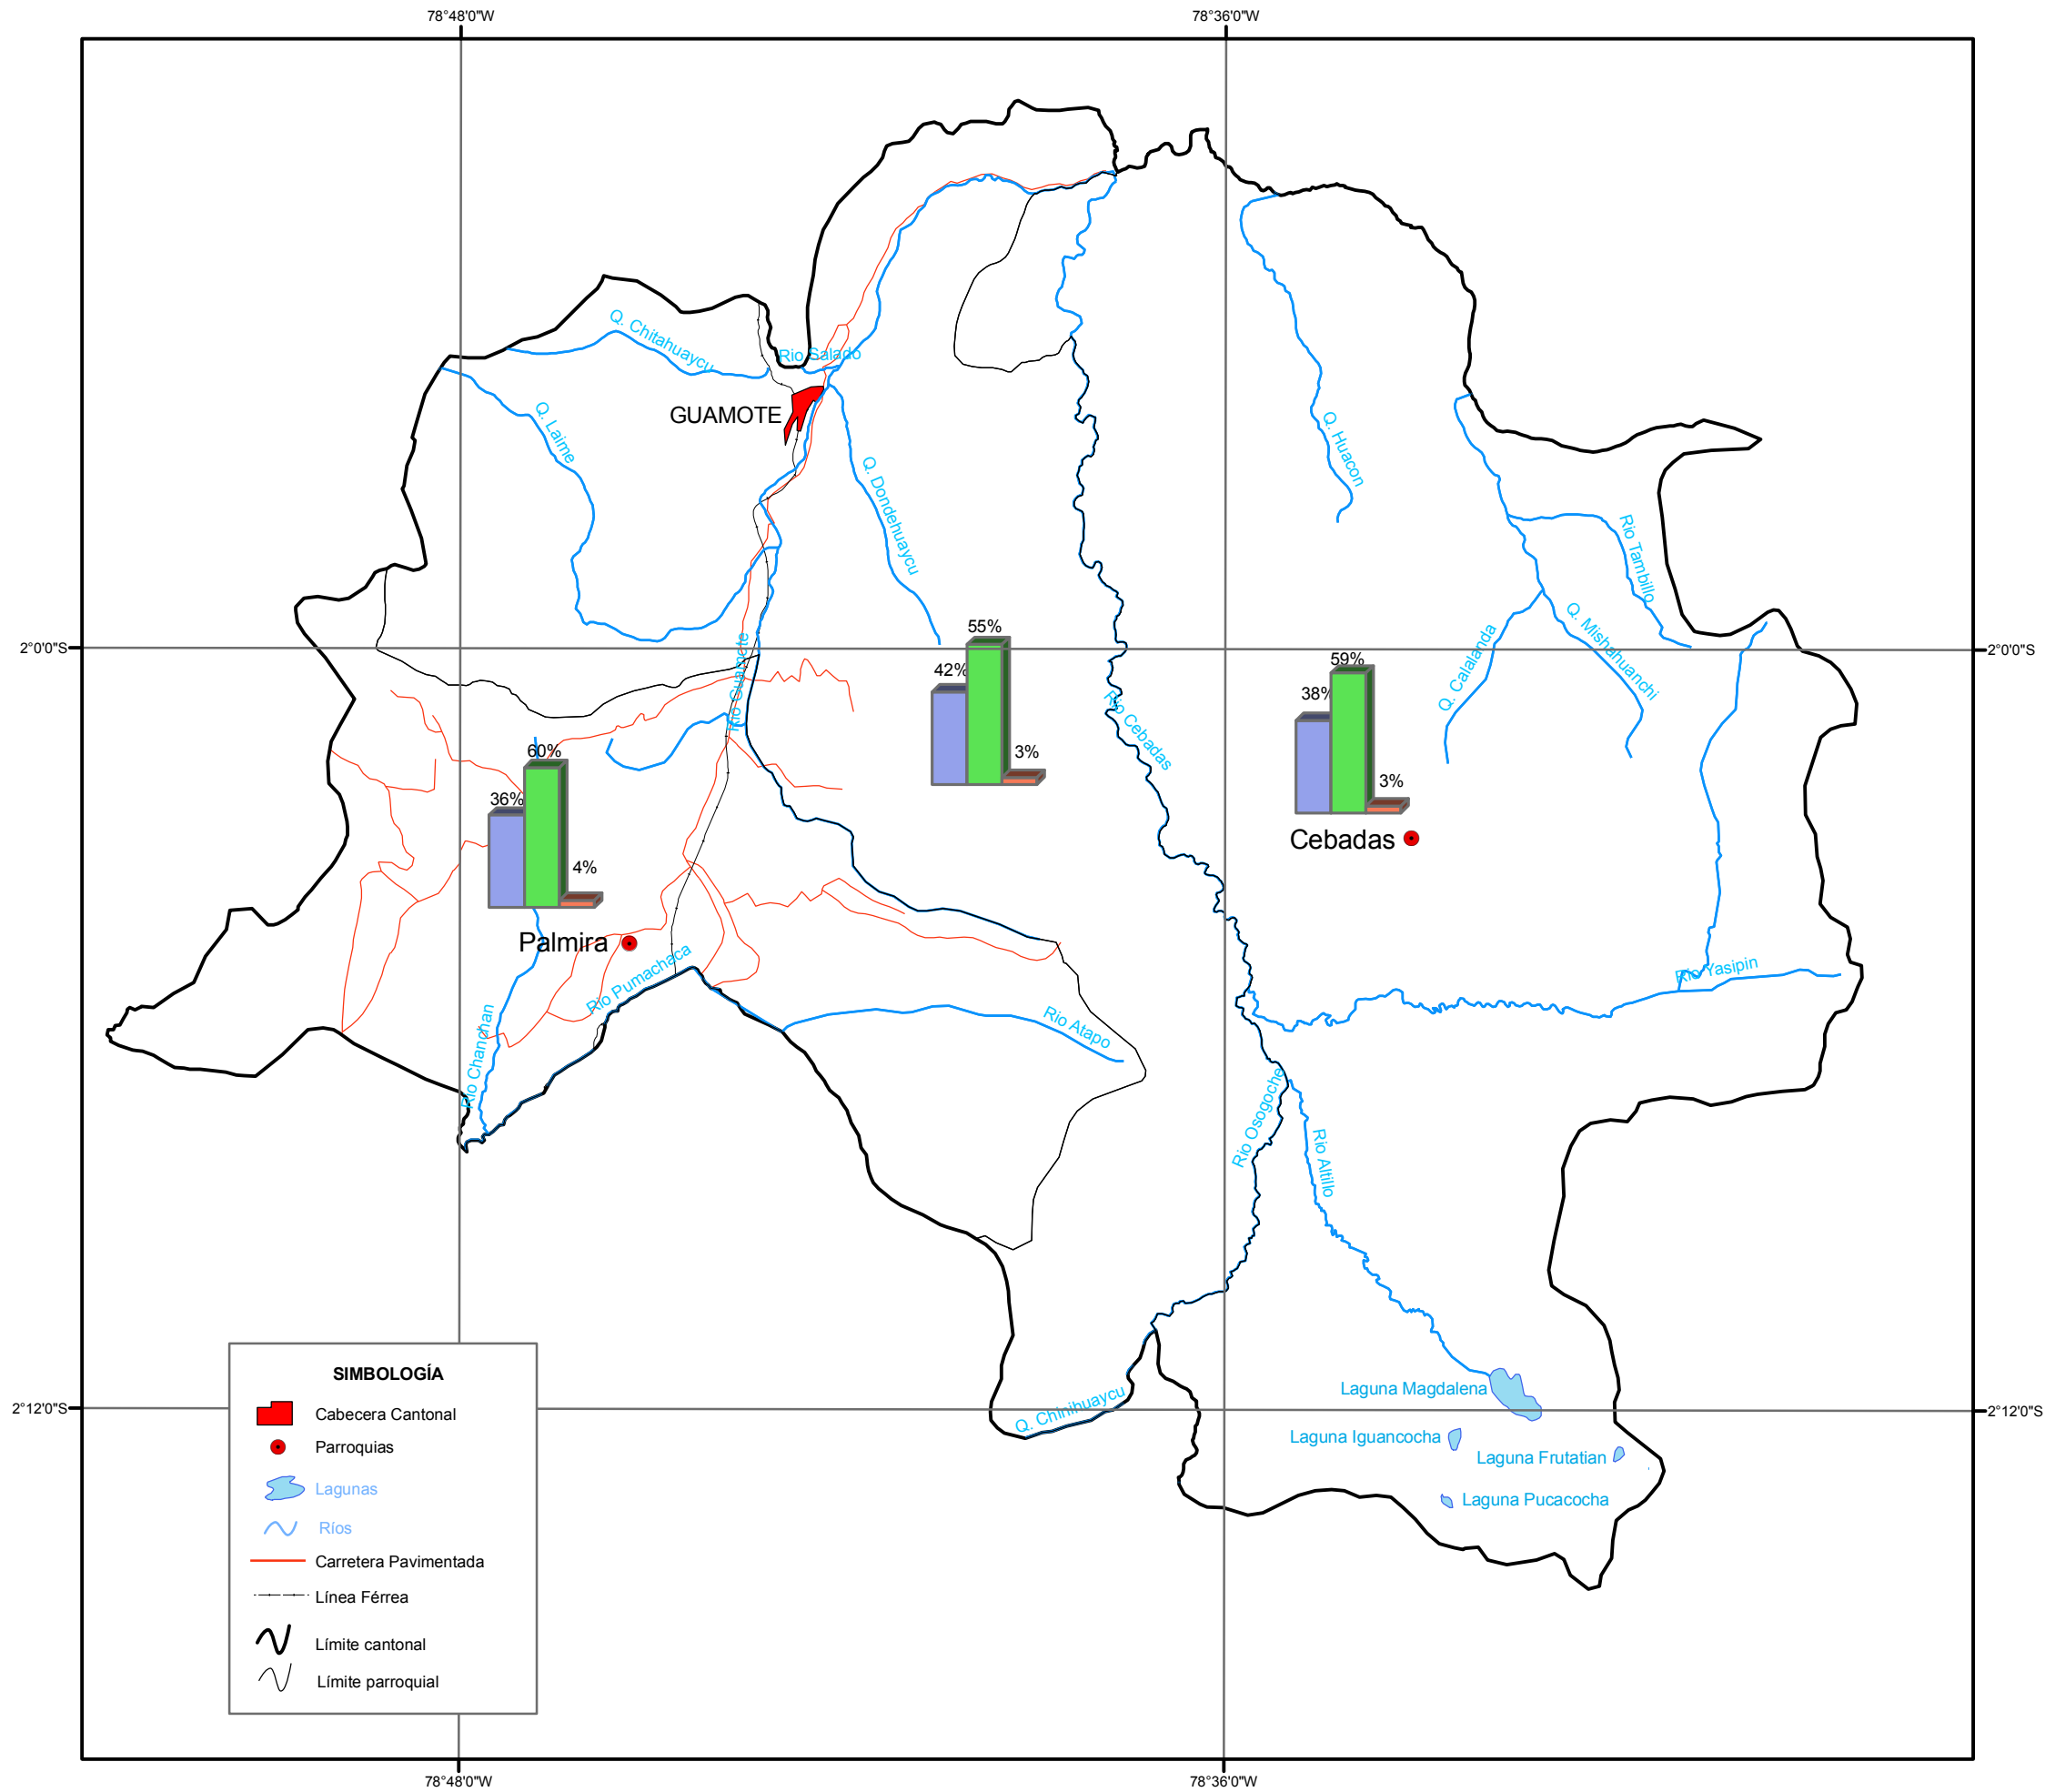 78°48'0"W
78°36'0"W
Q. Chitahuaycu
Rio Salado
GUAMOTE
Q. Laime
Q. Dondehuaycu
Q. Huacon
Rio Tambillo
Q. Mishahuanchi
Q. Calalanda
2°0'0"S
2°0'0"S
Rio Guamote
55%
42%
3%
59%
38%
3%
Rio Cebadas
60%
36%
4%
Cebadas
Palmira
Rio Pumachaca
Rio Yasipin
Rio Chanchan
Rio Atapo
Rio Osogoche
Rio Altillo
SIMBOLOGÍA
Cabecera Cantonal
Parroquias
Lagunas
Ríos
Carretera Pavimentada
Línea Férrea
Límite cantonal
Límite parroquial
Laguna Magdalena
Q. Chinihuaycu
2°12'0"S
2°12'0"S
Laguna Iguancocha
Laguna Frutatian
Laguna Pucacocha
78°48'0"W
78°36'0"W